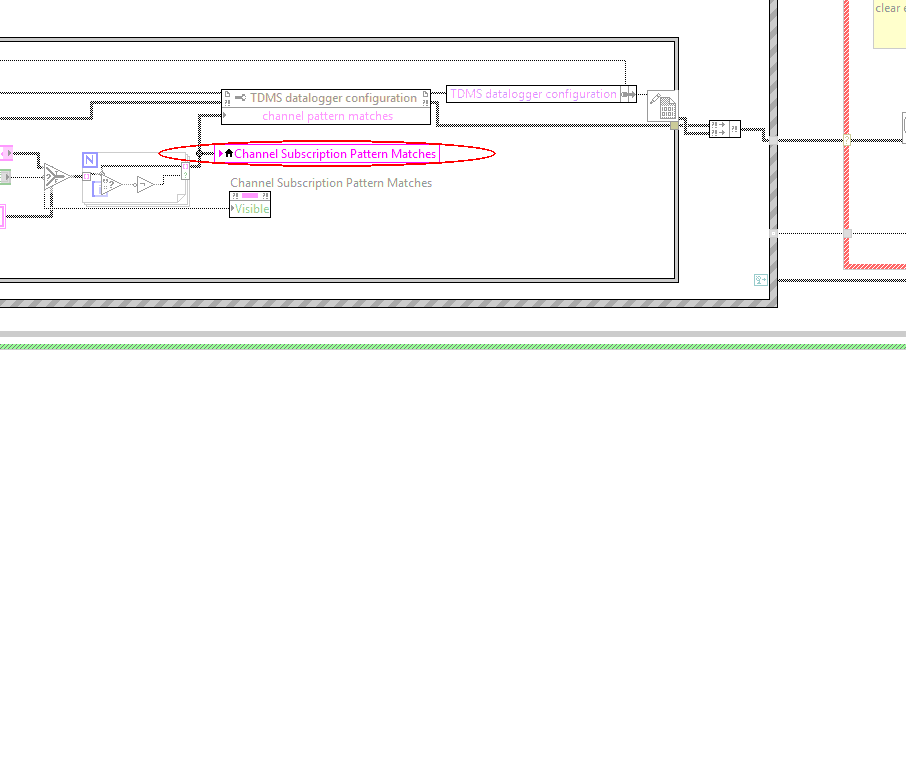 clear e
TDMS datalogger configuration
TDMS datalogger configuration
channel pattern matches
Channel Subscription Pattern Matches
N
Channel Subscription Pattern Matches
Visible